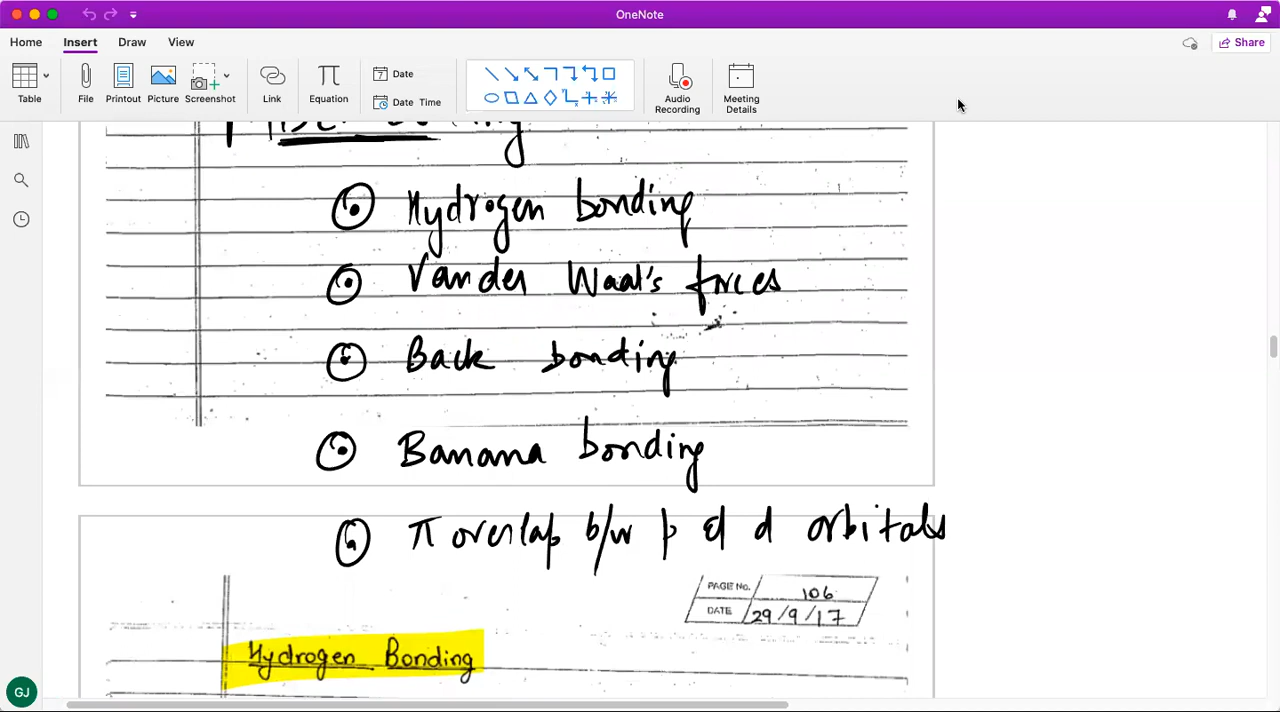 OneNote
Home Insert Draw View
Share
Table File Printout Picture Screenshot Link Equation Date Date Time Audio Recording Meeting Details
bonding
Hydrogen bonding
Vander Waal's forces
Back bonding
Banana bonding
π overlap b/w p & d orbitals
PAGE No. 106
DATE 29/9/17
Hydrogen Bonding
GJ